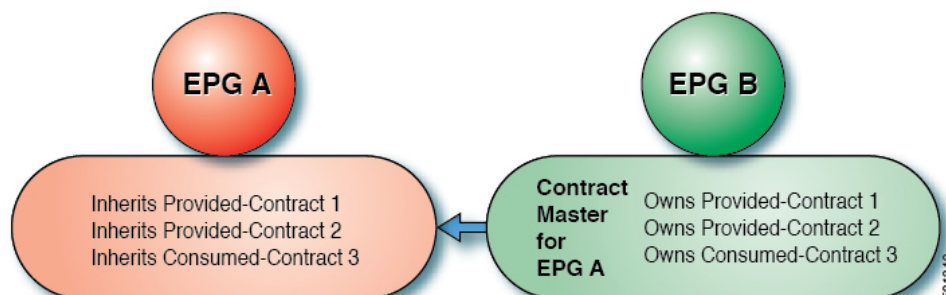 EPG A
Inherits Provided-Contract 1
Inherits Provided-Contract 2
Inherits Consumed-Contract 3
EPG B
Contract
Master
for
EPG A
Owns Provided-Contract 1
Owns Provided-Contract 2
Owns Consumed-Contract 3